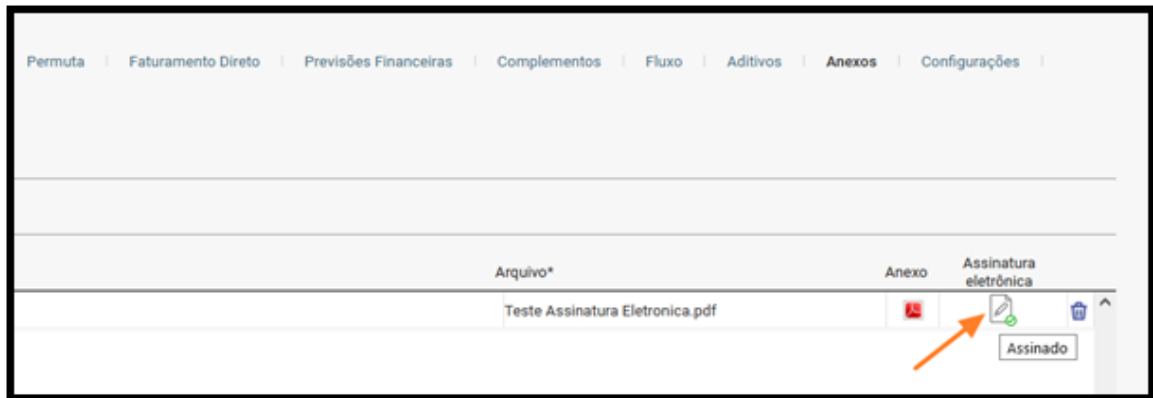 Permuta Faturamento Direto Previsões Financeiras Complementos Fluxo Aditivos Anexos Configurações
Arquivo* Anexo Assinatura eletrônica
Teste Assinatura Eletronica.pdf
Assinado